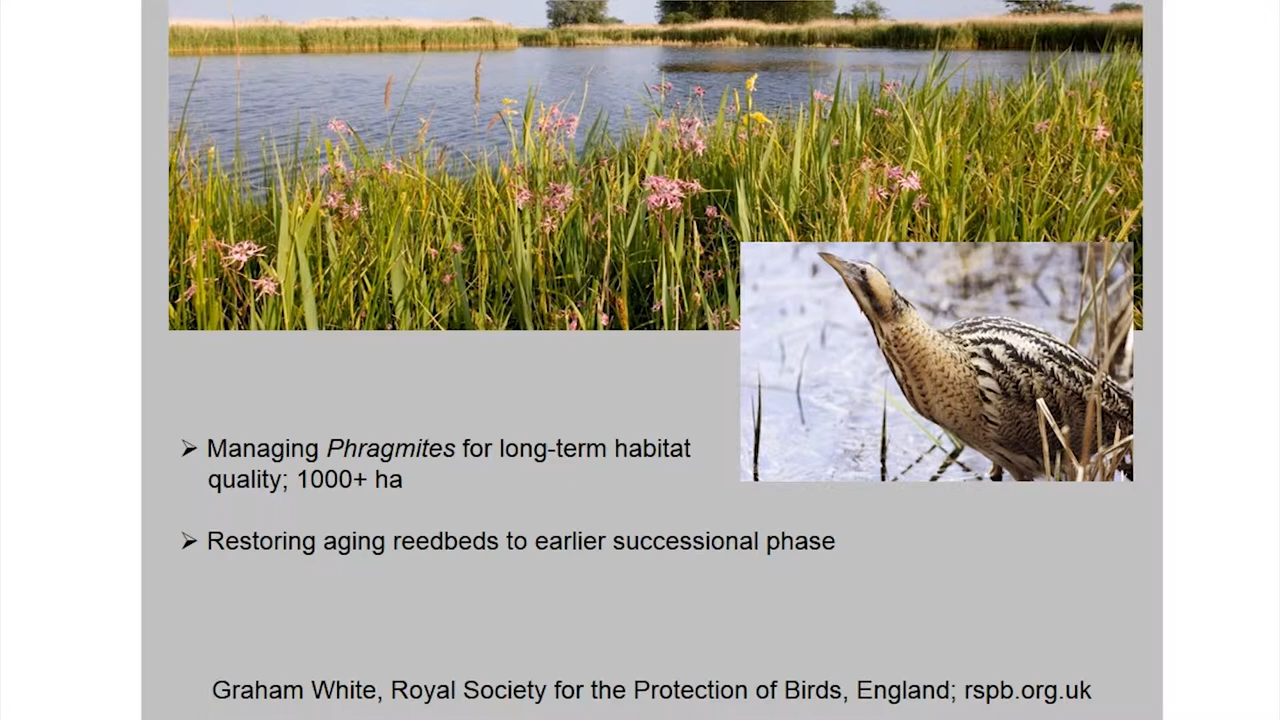 ➢ Managing Phragmites for long-term habitat
quality; 1000+ ha
➢ Restoring aging reedbeds to earlier successional phase
Graham White, Royal Society for the Protection of Birds, England; rspb.org.uk